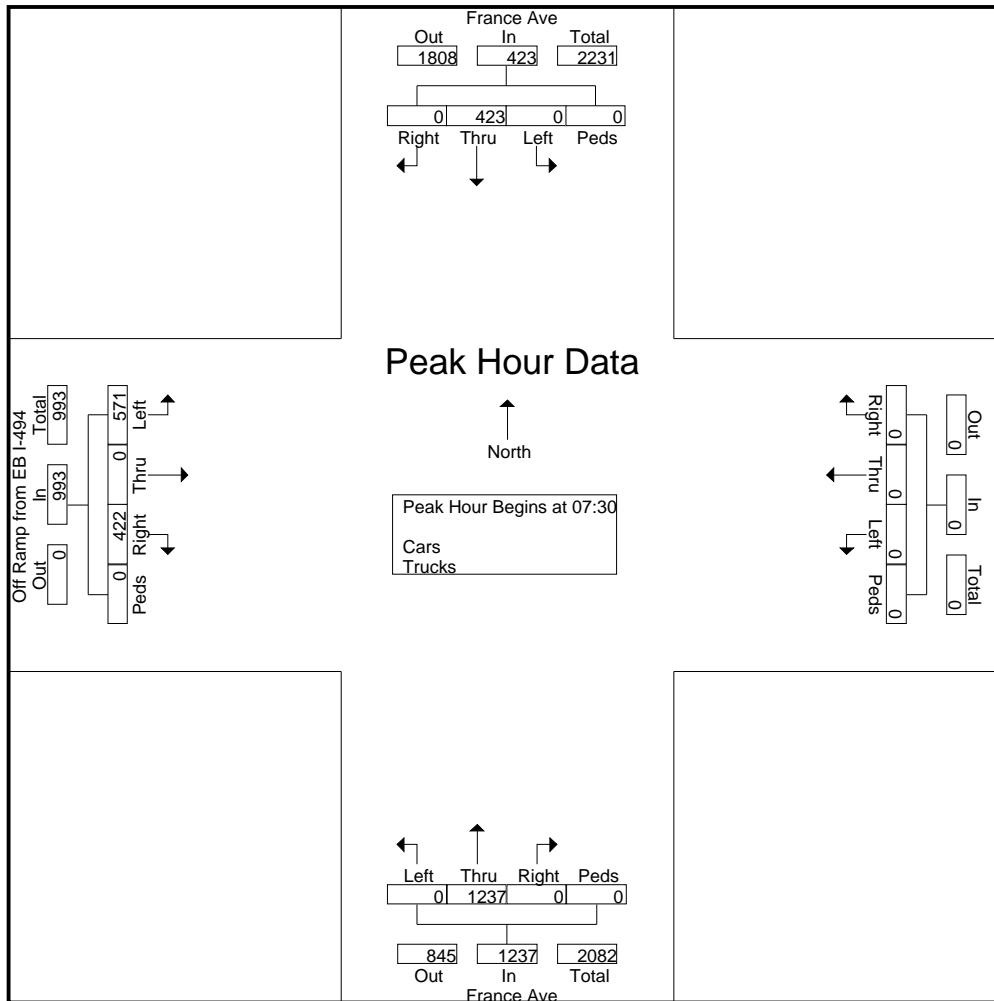 France Ave
Out In Total
1808 423 2231
0 423 0 0
Right Thru Left Peds
Peak Hour Data
North
Peak Hour Begins at 07:30
Cars
Trucks
Off Ramp from EB I-494
Out In Total
0 993 993
571 0 422 0
Left Thru Right Peds
Out In Total
0 0 0
0 0 0 0
Right Thru Left Peds
Left Thru Right Peds
0 1237 0 0
845 1237 2082
Out In Total
France Ave